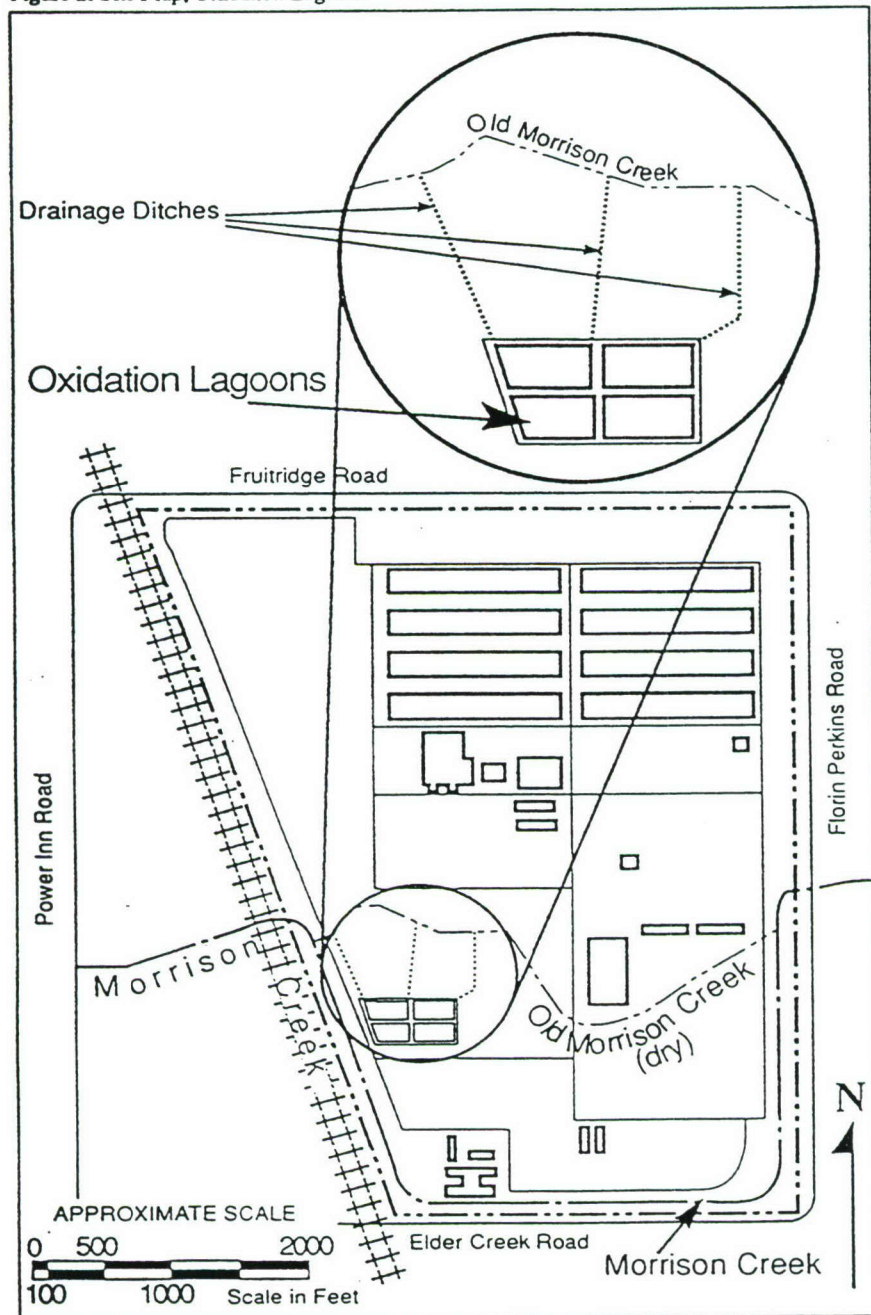 Old Morrison Creek
Drainage Ditches
Oxidation Lagoons
Fruitridge Road
Power Inn Road
Florin Perkins Road
Morrison Creek
Old Morrison Creek
(dry)
N
APPROXIMATE SCALE
0 500 2000
100 1000 Scale in Feet
Elder Creek Road
Morrison Creek